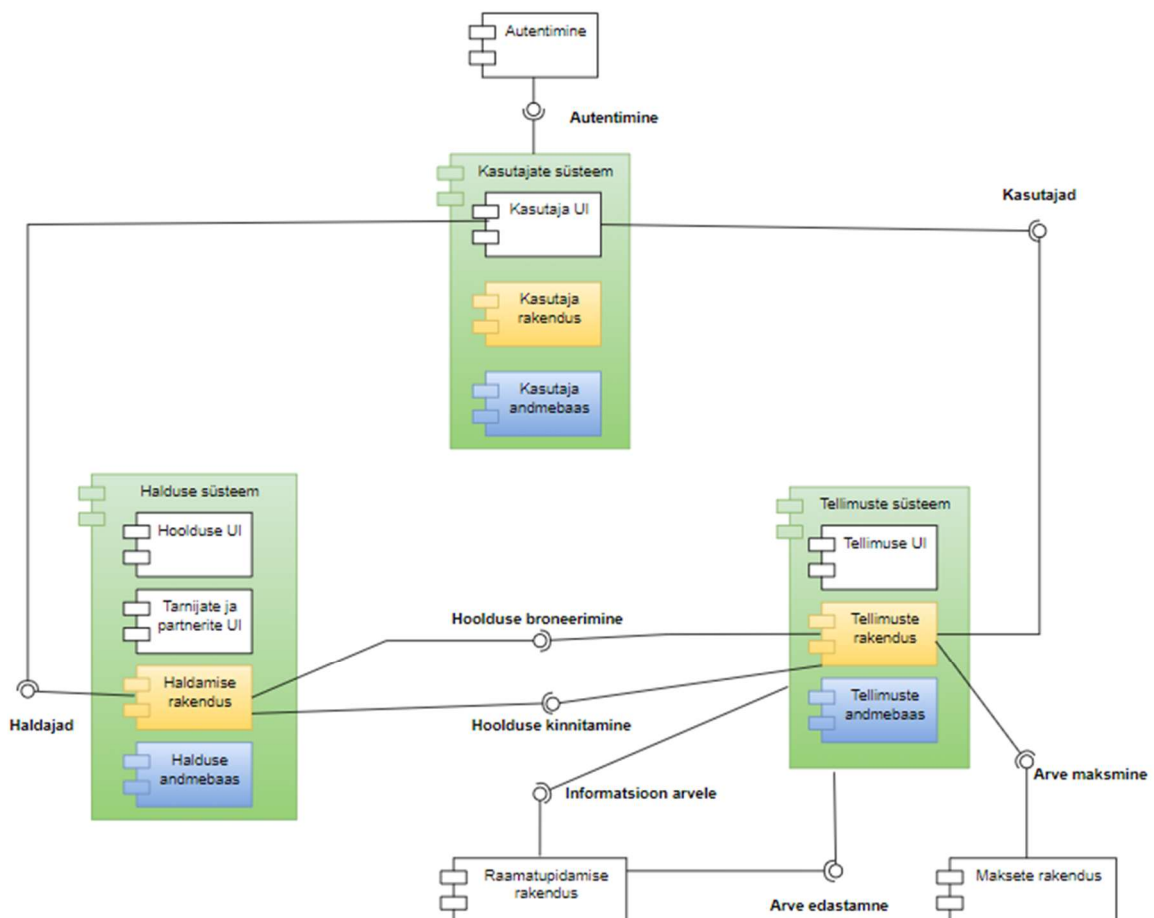 Autentimine
Autentimine
Kasutajate süsteem
Kasutaja UI
Kasutajad
Kasutaja
rakendus
Kasutaja
andmebaas
Halduse süsteem
Hoolduse UI
Tarnijate ja
partnerite UI
Haldamise
rakendus
Halduse
andmebaas
Haldajad
Hoolduse broneerimine
Hoolduse kinnitamine
Tellimuste süsteem
Tellimuse UI
Tellimuste
rakendus
Tellimuste
andmebaas
Informatsioon arvele
Arve maksmine
Raamatupidamise
rakendus
Arve edastamne
Maksete rakendus